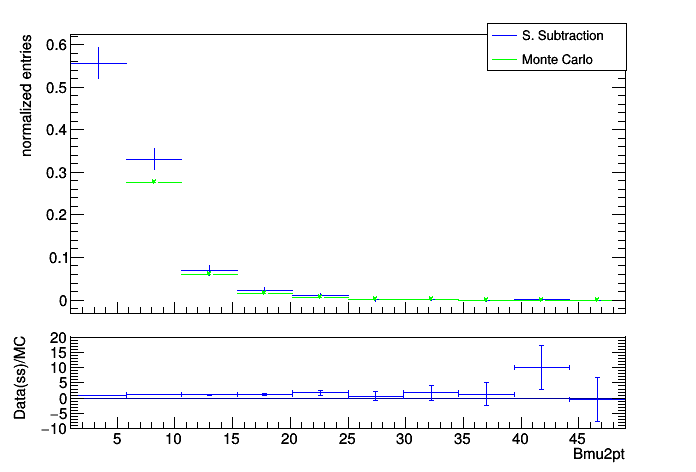 S. Subtraction
Monte Carlo
normalized entries
0.6
0.5
0.4
0.3
0.2
0.1
0
Data(ss)/MC
20
15
10
5
0
−5
−10
5 10 15 20 25 30 35 40 45
Bmu2pt